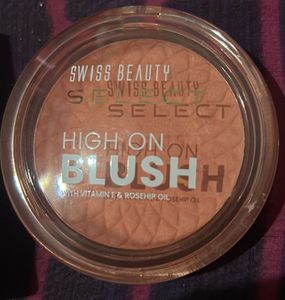 SWISS BEAUTY
SELECT
HIGH ON
BLUSH
WITH VITAMIN E & ROSEHIP OIL